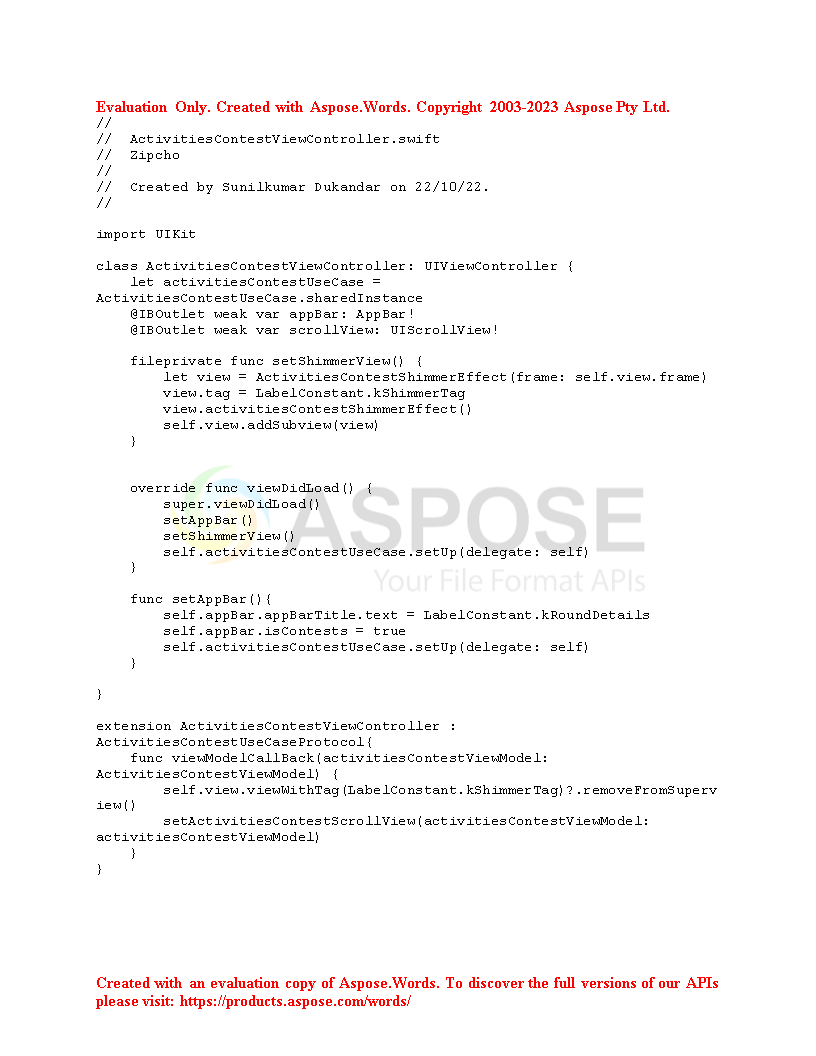 Evaluation Only. Created with Aspose.Words. Copyright 2003-2023 Aspose Pty Ltd.
//
//  ActivitiesContestViewController.swift
//  Zipcho
//
//  Created by Sunilkumar Dukandar on 22/10/22.
//

import UIKit

class ActivitiesContestViewController: UIViewController {
    let activitiesContestUseCase =
ActivitiesContestUseCase.sharedInstance
    @IBOutlet weak var appBar: AppBar!
    @IBOutlet weak var scrollView: UIScrollView!

    fileprivate func setShimmerView() {
        let view = ActivitiesContestShimmerEffect(frame: self.view.frame)
        view.tag = LabelConstant.kShimmerTag
        view.activitiesContestShimmerEffect()
        self.view.addSubview(view)
    }


    override func viewDidLoad() {
        super.viewDidLoad()
        setAppBar()
        setShimmerView()
        self.activitiesContestUseCase.setUp(delegate: self)
    }
ASPOSE
Your File Format APIs

    func setAppBar(){
        self.appBar.appBarTitle.text = LabelConstant.kRoundDetails
        self.appBar.isContests = true
        self.activitiesContestUseCase.setUp(delegate: self)
    }

}

extension ActivitiesContestViewController :
ActivitiesContestUseCaseProtocol{
    func viewModelCallBack(activitiesContestViewModel:
ActivitiesContestViewModel) {
        self.view.viewWithTag(LabelConstant.kShimmerTag)?.removeFromSuperv
iew()
        setActivitiesContestScrollView(activitiesContestViewModel:
activitiesContestViewModel)
    }
}

Created with an evaluation copy of Aspose.Words. To discover the full versions of our APIs
please visit: https://products.aspose.com/words/